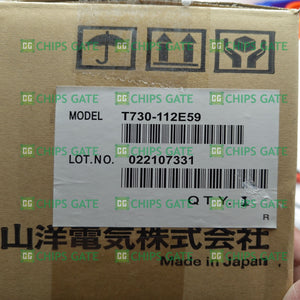 MODEL T730-112E59
LOT.NO. 022107331
QTY. 1
R
山洋電気株式会社
Made in Japan
CHIPS GATE